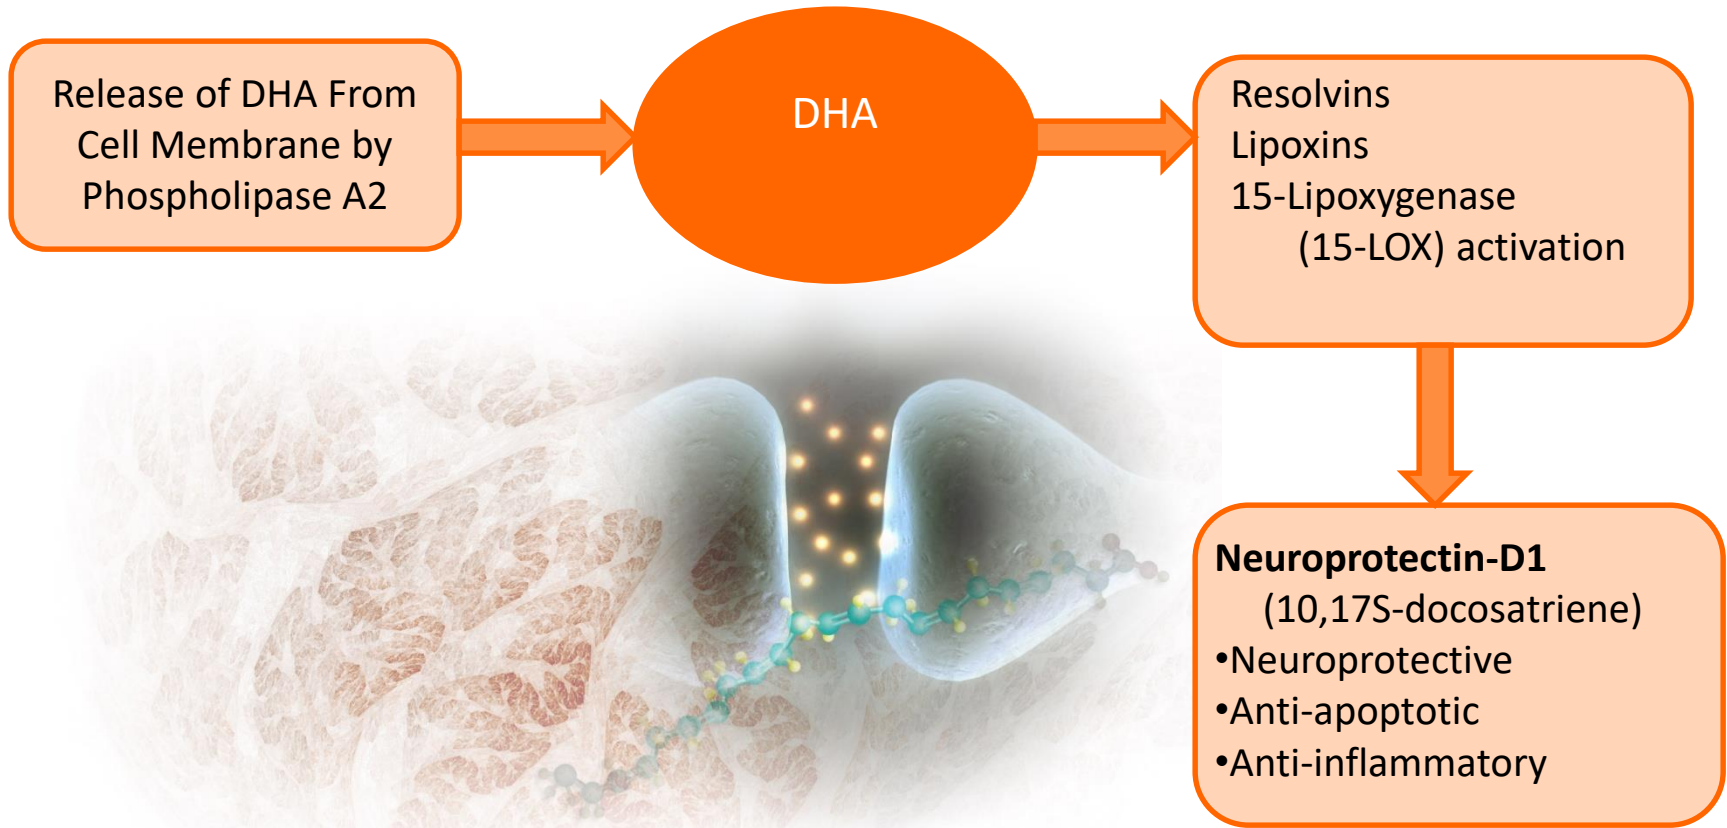 Release of DHA From
Cell Membrane by
Phospholipase A2
DHA
Resolvins
Lipoxins
15-Lipoxygenase
(15-LOX) activation
Neuroprotectin-D1
(10,17S-docosatriene)
•Neuroprotective
•Anti-apoptotic
•Anti-inflammatory